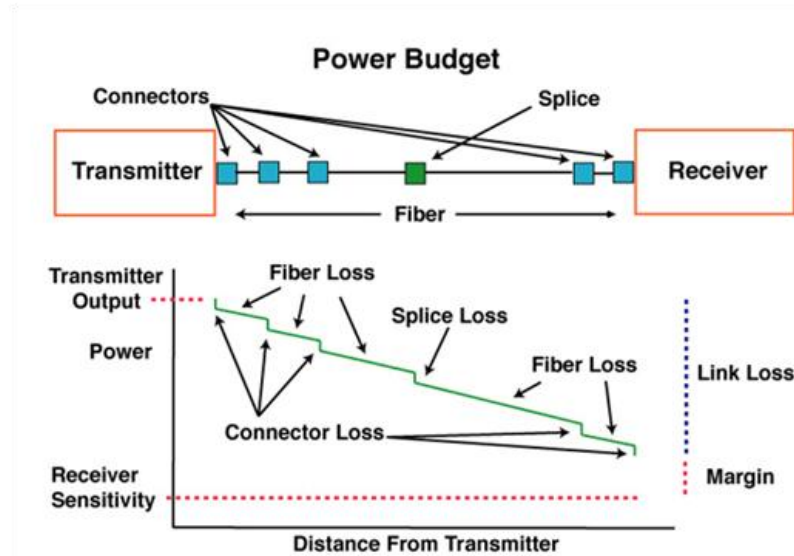 Power Budget
Connectors
Splice
Transmitter
Receiver
Fiber
Transmitter
Output
Fiber Loss
Splice Loss
Power
Fiber Loss
Link Loss
Connector Loss
Receiver
Sensitivity
Margin
Distance From Transmitter